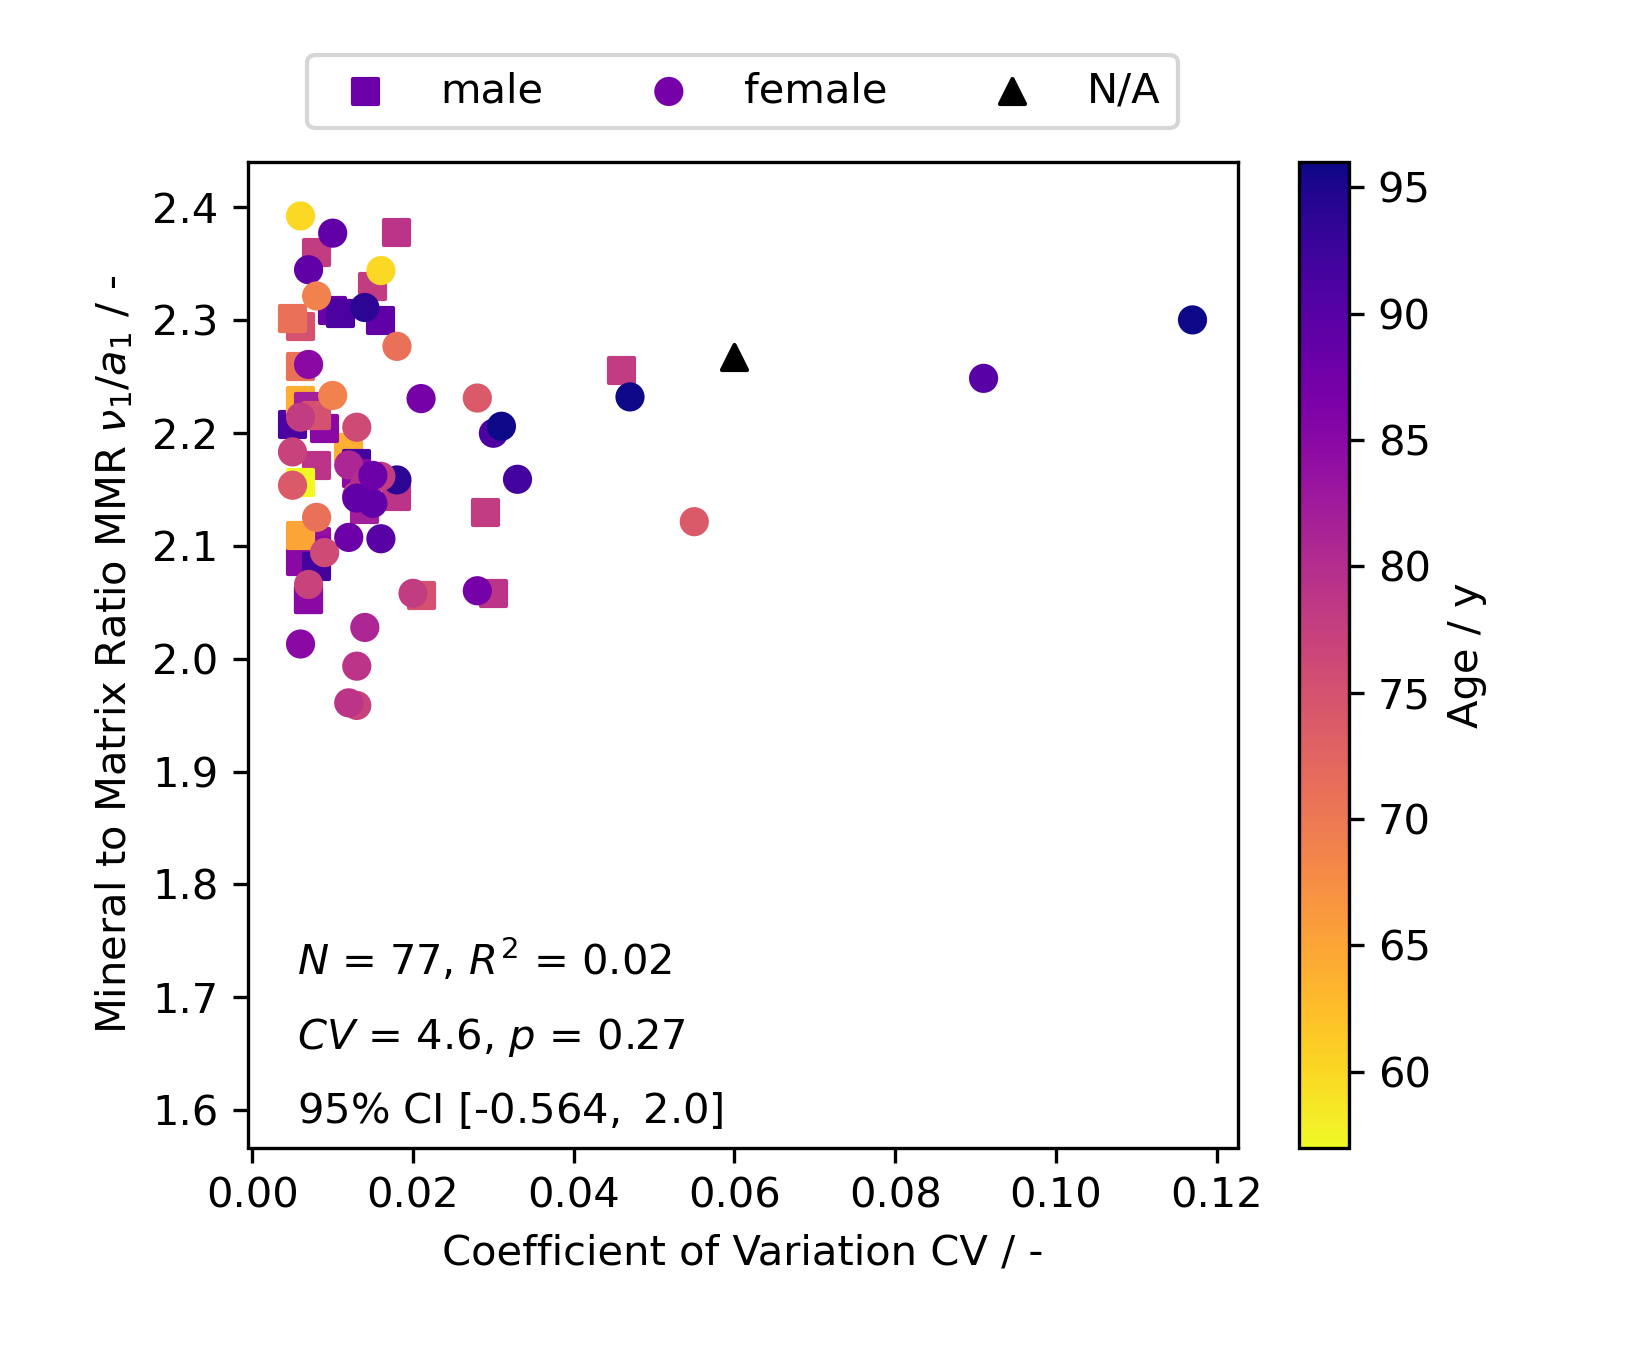 male female N/A
2.4
2.3
2.2
2.1
2.0
1.9
1.8
1.7
1.6
Mineral to Matrix Ratio MMR ν₁/a₁ / -
N = 77, R² = 0.02
CV = 4.6, p = 0.27
95% CI [-0.564, 2.0]
0.00 0.02 0.04 0.06 0.08 0.10 0.12
Coefficient of Variation CV / -
95
90
85
80
75
70
65
60
Age / y